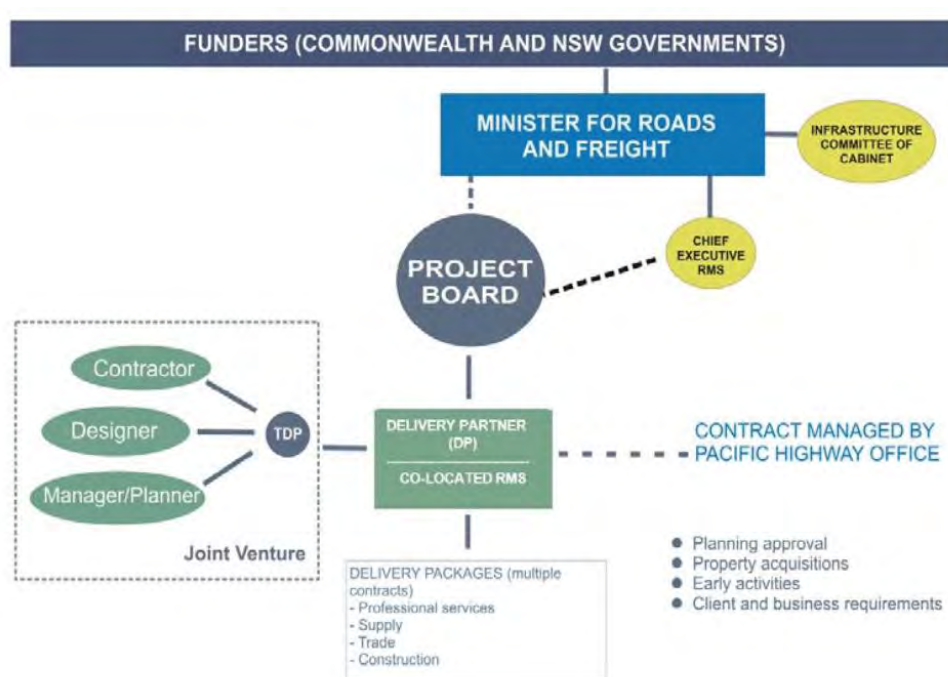 FUNDERS (COMMONWEALTH AND NSW GOVERNMENTS)
MINISTER FOR ROADS
AND FREIGHT
INFRASTRUCTURE
COMMITTEE OF
CABINET
CHIEF
EXECUTIVE
RMS
PROJECT
BOARD
Contractor
Designer
Manager/Planner
TDP
Joint Venture
DELIVERY PARTNER
(DP)
CO-LOCATED RMS
CONTRACT MANAGED BY
PACIFIC HIGHWAY OFFICE
● Planning approval
● Property acquisitions
● Early activities
● Client and business requirements
DELIVERY PACKAGES (multiple
contracts)
- Professional services
- Supply
- Trade
- Construction